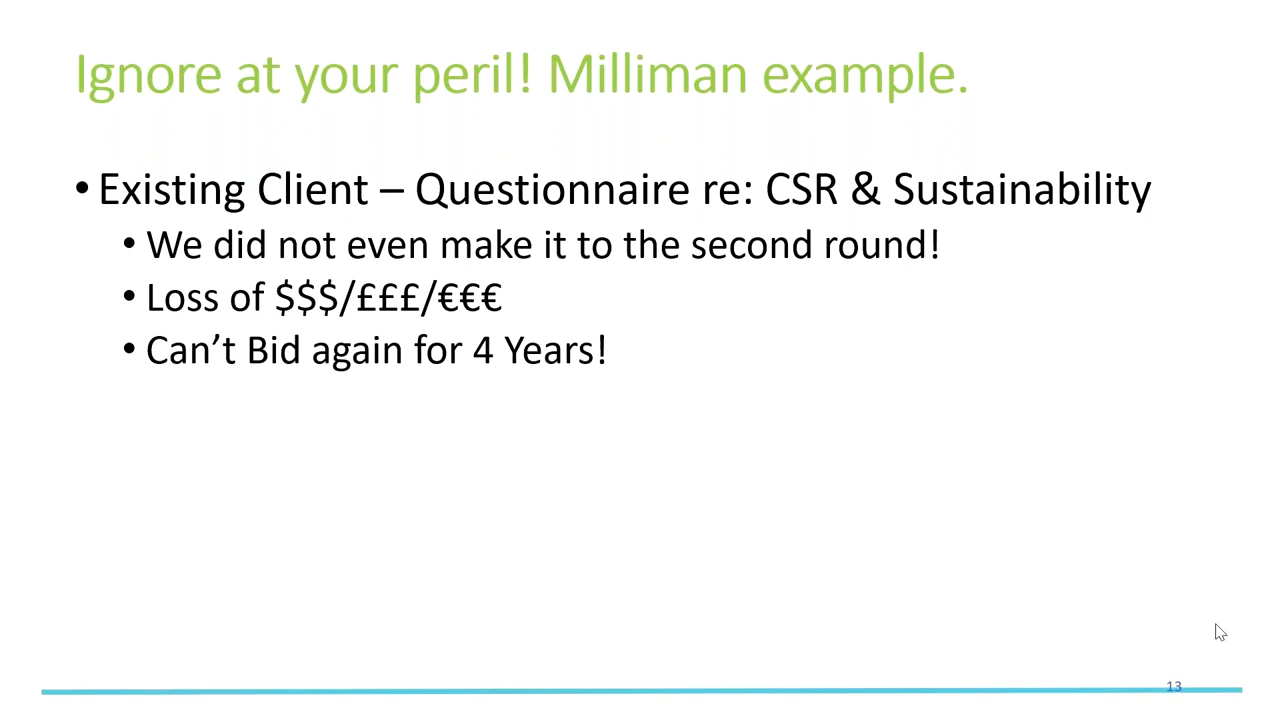 Ignore at your peril! Milliman example.
• Existing Client – Questionnaire re: CSR & Sustainability
• We did not even make it to the second round!
• Loss of $$$/£££/€€€
• Can’t Bid again for 4 Years!
13